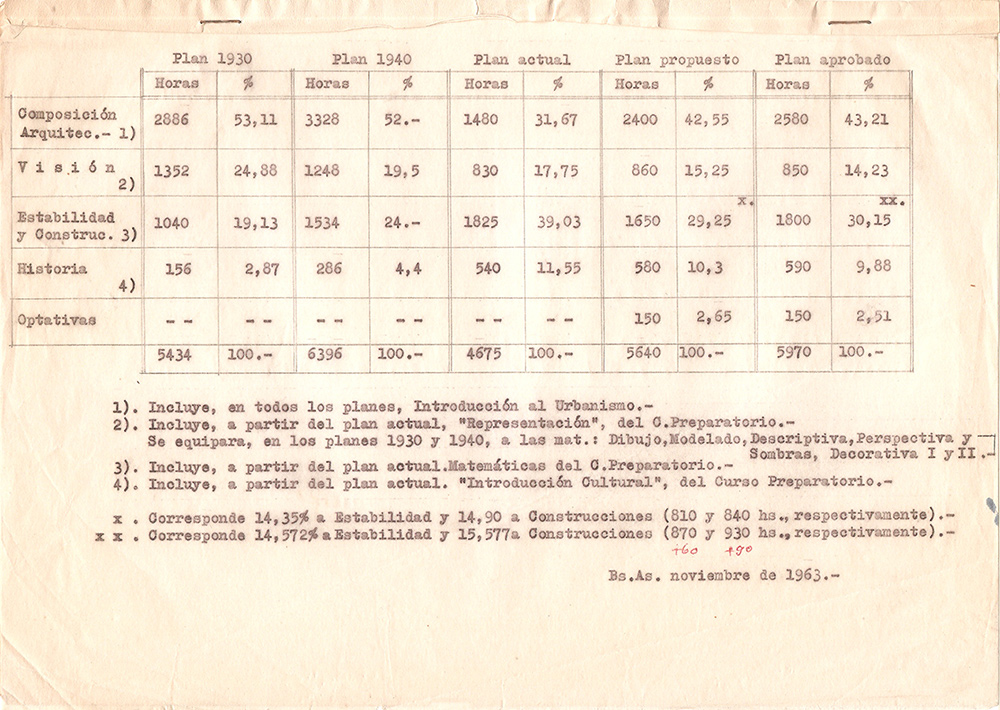 Plan 1930 Plan 1940 Plan actual Plan propuesto Plan aprobado
Horas % Horas % Horas % Horas % Horas %
Composición
Arquitec.- 1) 2886 53,11 3328 52.- 1480 31,67 2400 42,55 2580 43,21
V i s i ó n
2) 1352 24,88 1248 19,5 830 17,75 860 15,25 850 14,23
x. xx.
Estabilidad
y Construc. 3) 1040 19,13 1534 24.- 1825 39,03 1650 29,25 1800 30,15
Historia
4) 156 2,87 286 4,4 540 11,55 580 10,3 590 9,88
Optativas -- -- -- -- -- -- 150 2,65 150 2,51
5434 100.- 6396 100.- 4675 100.- 5640 100.- 5970 100.-
1). Incluye, en todos los planes, Introducción al Urbanismo.-
2). Incluye, a partir del plan actual, "Representación", del C.Preparatorio.-
Se equipara, en los planes 1930 y 1940, a las mat.: Dibujo,Modelado,Descriptiva,Perspectiva y
Sombras, Decorativa I y II.-
3). Incluye, a partir del plan actual.Matemáticas del C.Preparatorio.-
4). Incluye, a partir del plan actual. "Introducción Cultural", del Curso Preparatorio.-
x . Corresponde 14,35% a Estabilidad y 14,90 a Construcciones (810 y 840 hs., respectivamente).-
x x . Corresponde 14,572% a Estabilidad y 15,577a Construcciones (870 y 930 hs., respectivamente).-
+60 +90
Bs.As. noviembre de 1963.-